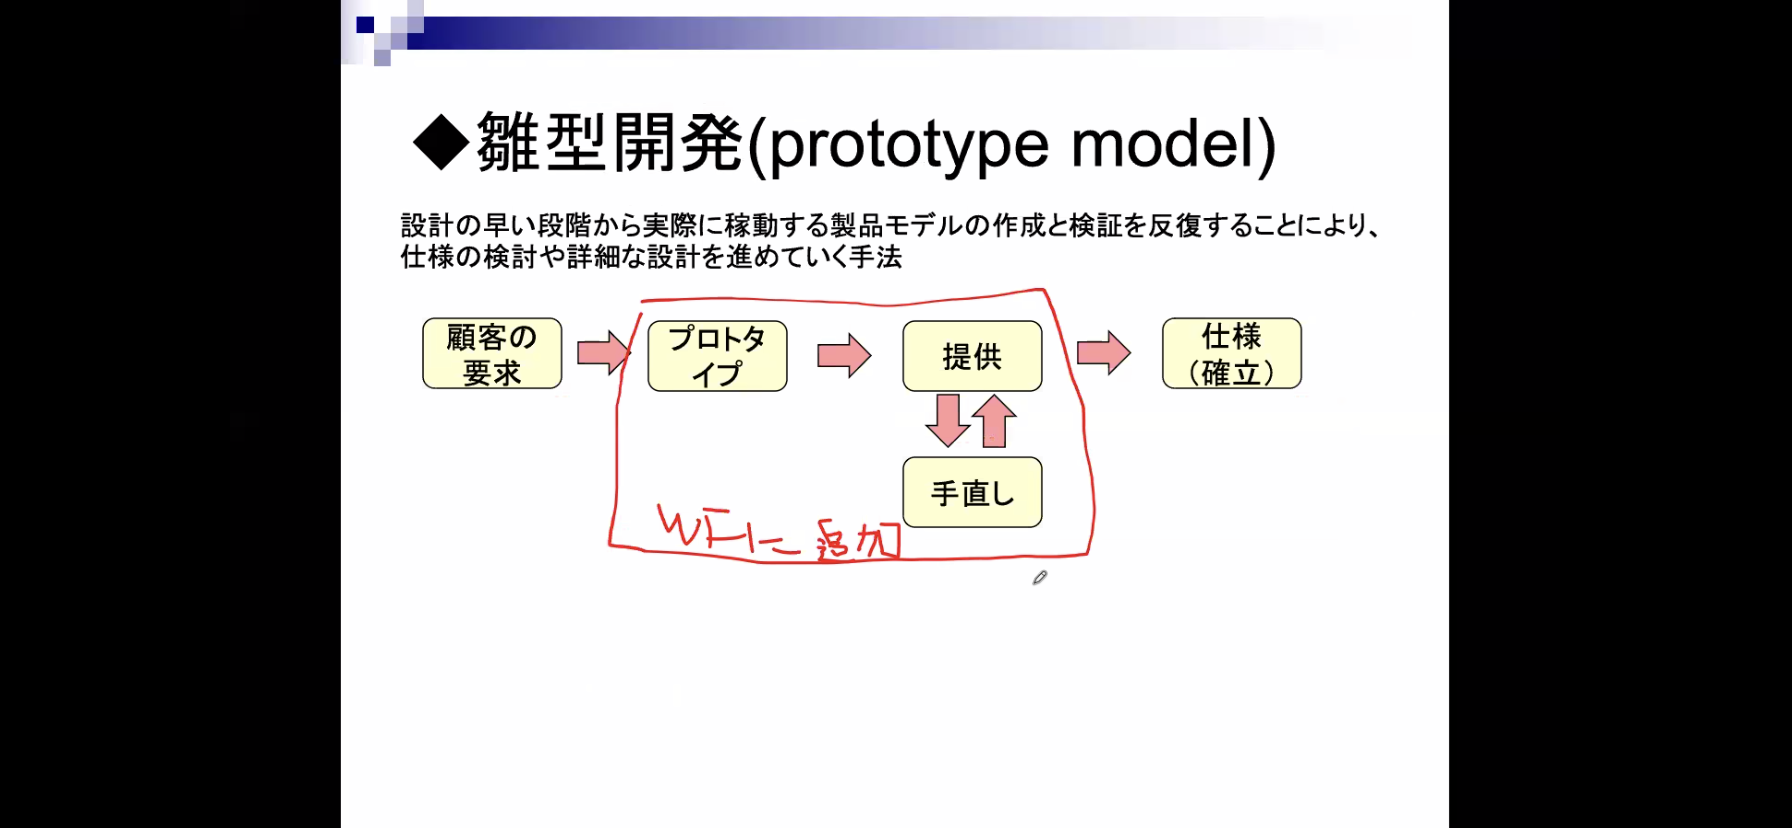 ◆雛型開発(prototype model)
設計の早い段階から実際に稼動する製品モデルの作成と検証を反復することにより、
仕様の検討や詳細な設計を進めていく手法
顧客の
要求
プロトタ
イプ
提供
仕様
（確立）
手直し
WFに追加